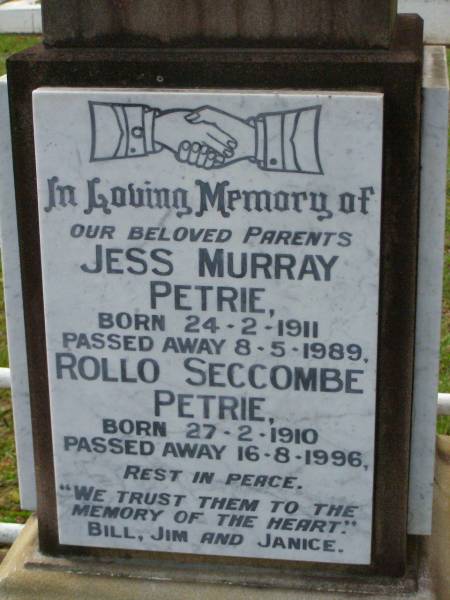 In Loving Memory of
OUR BELOVED PARENTS
JESS MURRAY
PETRIE,
BORN 24-2-1911
PASSED AWAY 8-5-1989,
ROLLO SECCOMBE
PETRIE,
BORN 27-2-1910
PASSED AWAY 16-8-1996,
REST IN PEACE.
"WE TRUST THEM TO THE
MEMORY OF THE HEART."
BILL, JIM AND JANICE.